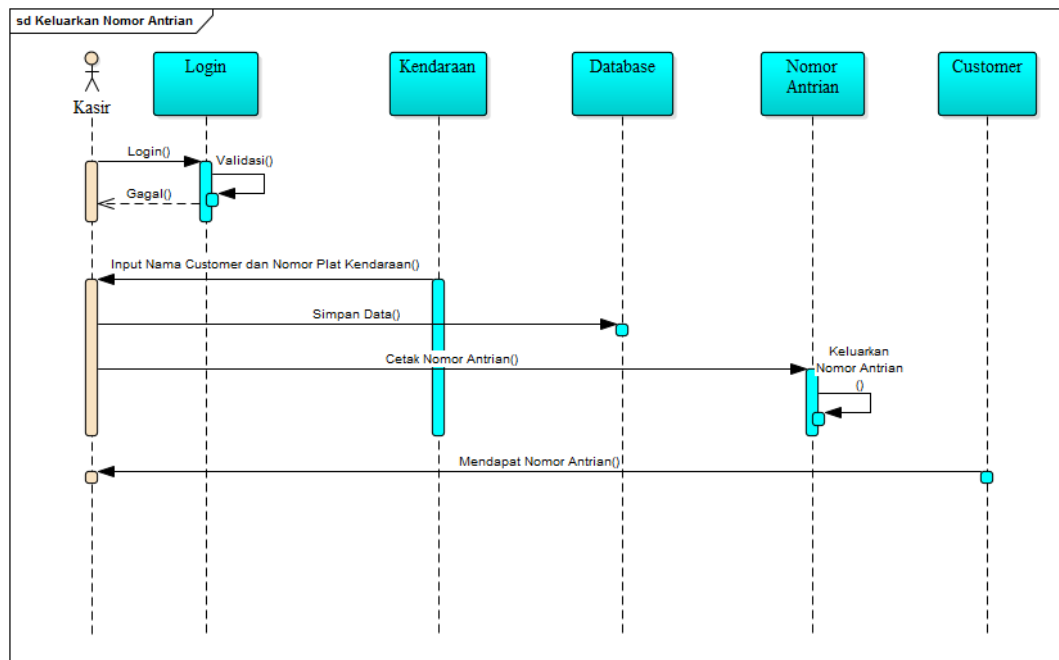 sd Keluarkan Nomor Antrian
Kasir
Login
Kendaraan
Database
Nomor
Antrian
Customer
Login()
Validasi()
Gagal()
Input Nama Customer dan Nomor Plat Kendaraan()
Simpan Data()
Cetak Nomor Antrian()
Keluarkan
Nomor Antrian
()
Mendapat Nomor Antrian()